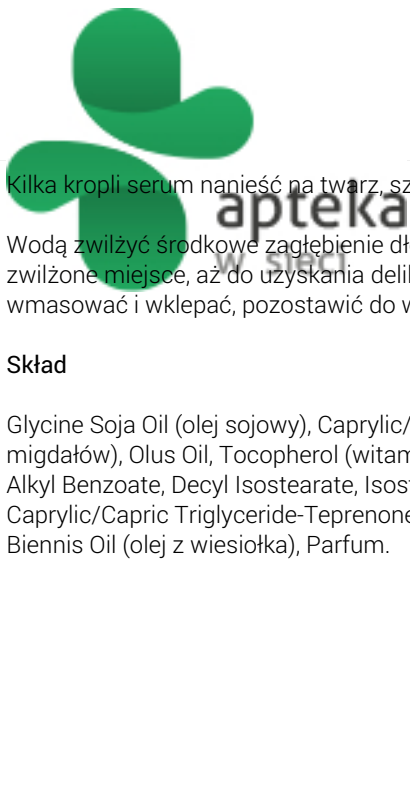 Kilka kropli serum nanieść na twarz, sz
apteka
w sieci
Wodą zwilżyć środkowe zagłębienie dł
zwilżone miejsce, aż do uzyskania deli
wmasować i wklepać, pozostawić do w
Skład
Glycine Soja Oil (olej sojowy), Caprylic/
migdałów), Olus Oil, Tocopherol (witam
Alkyl Benzoate, Decyl Isostearate, Isost
Caprylic/Capric Triglyceride-Teprenone
Biennis Oil (olej z wiesiołka), Parfum.